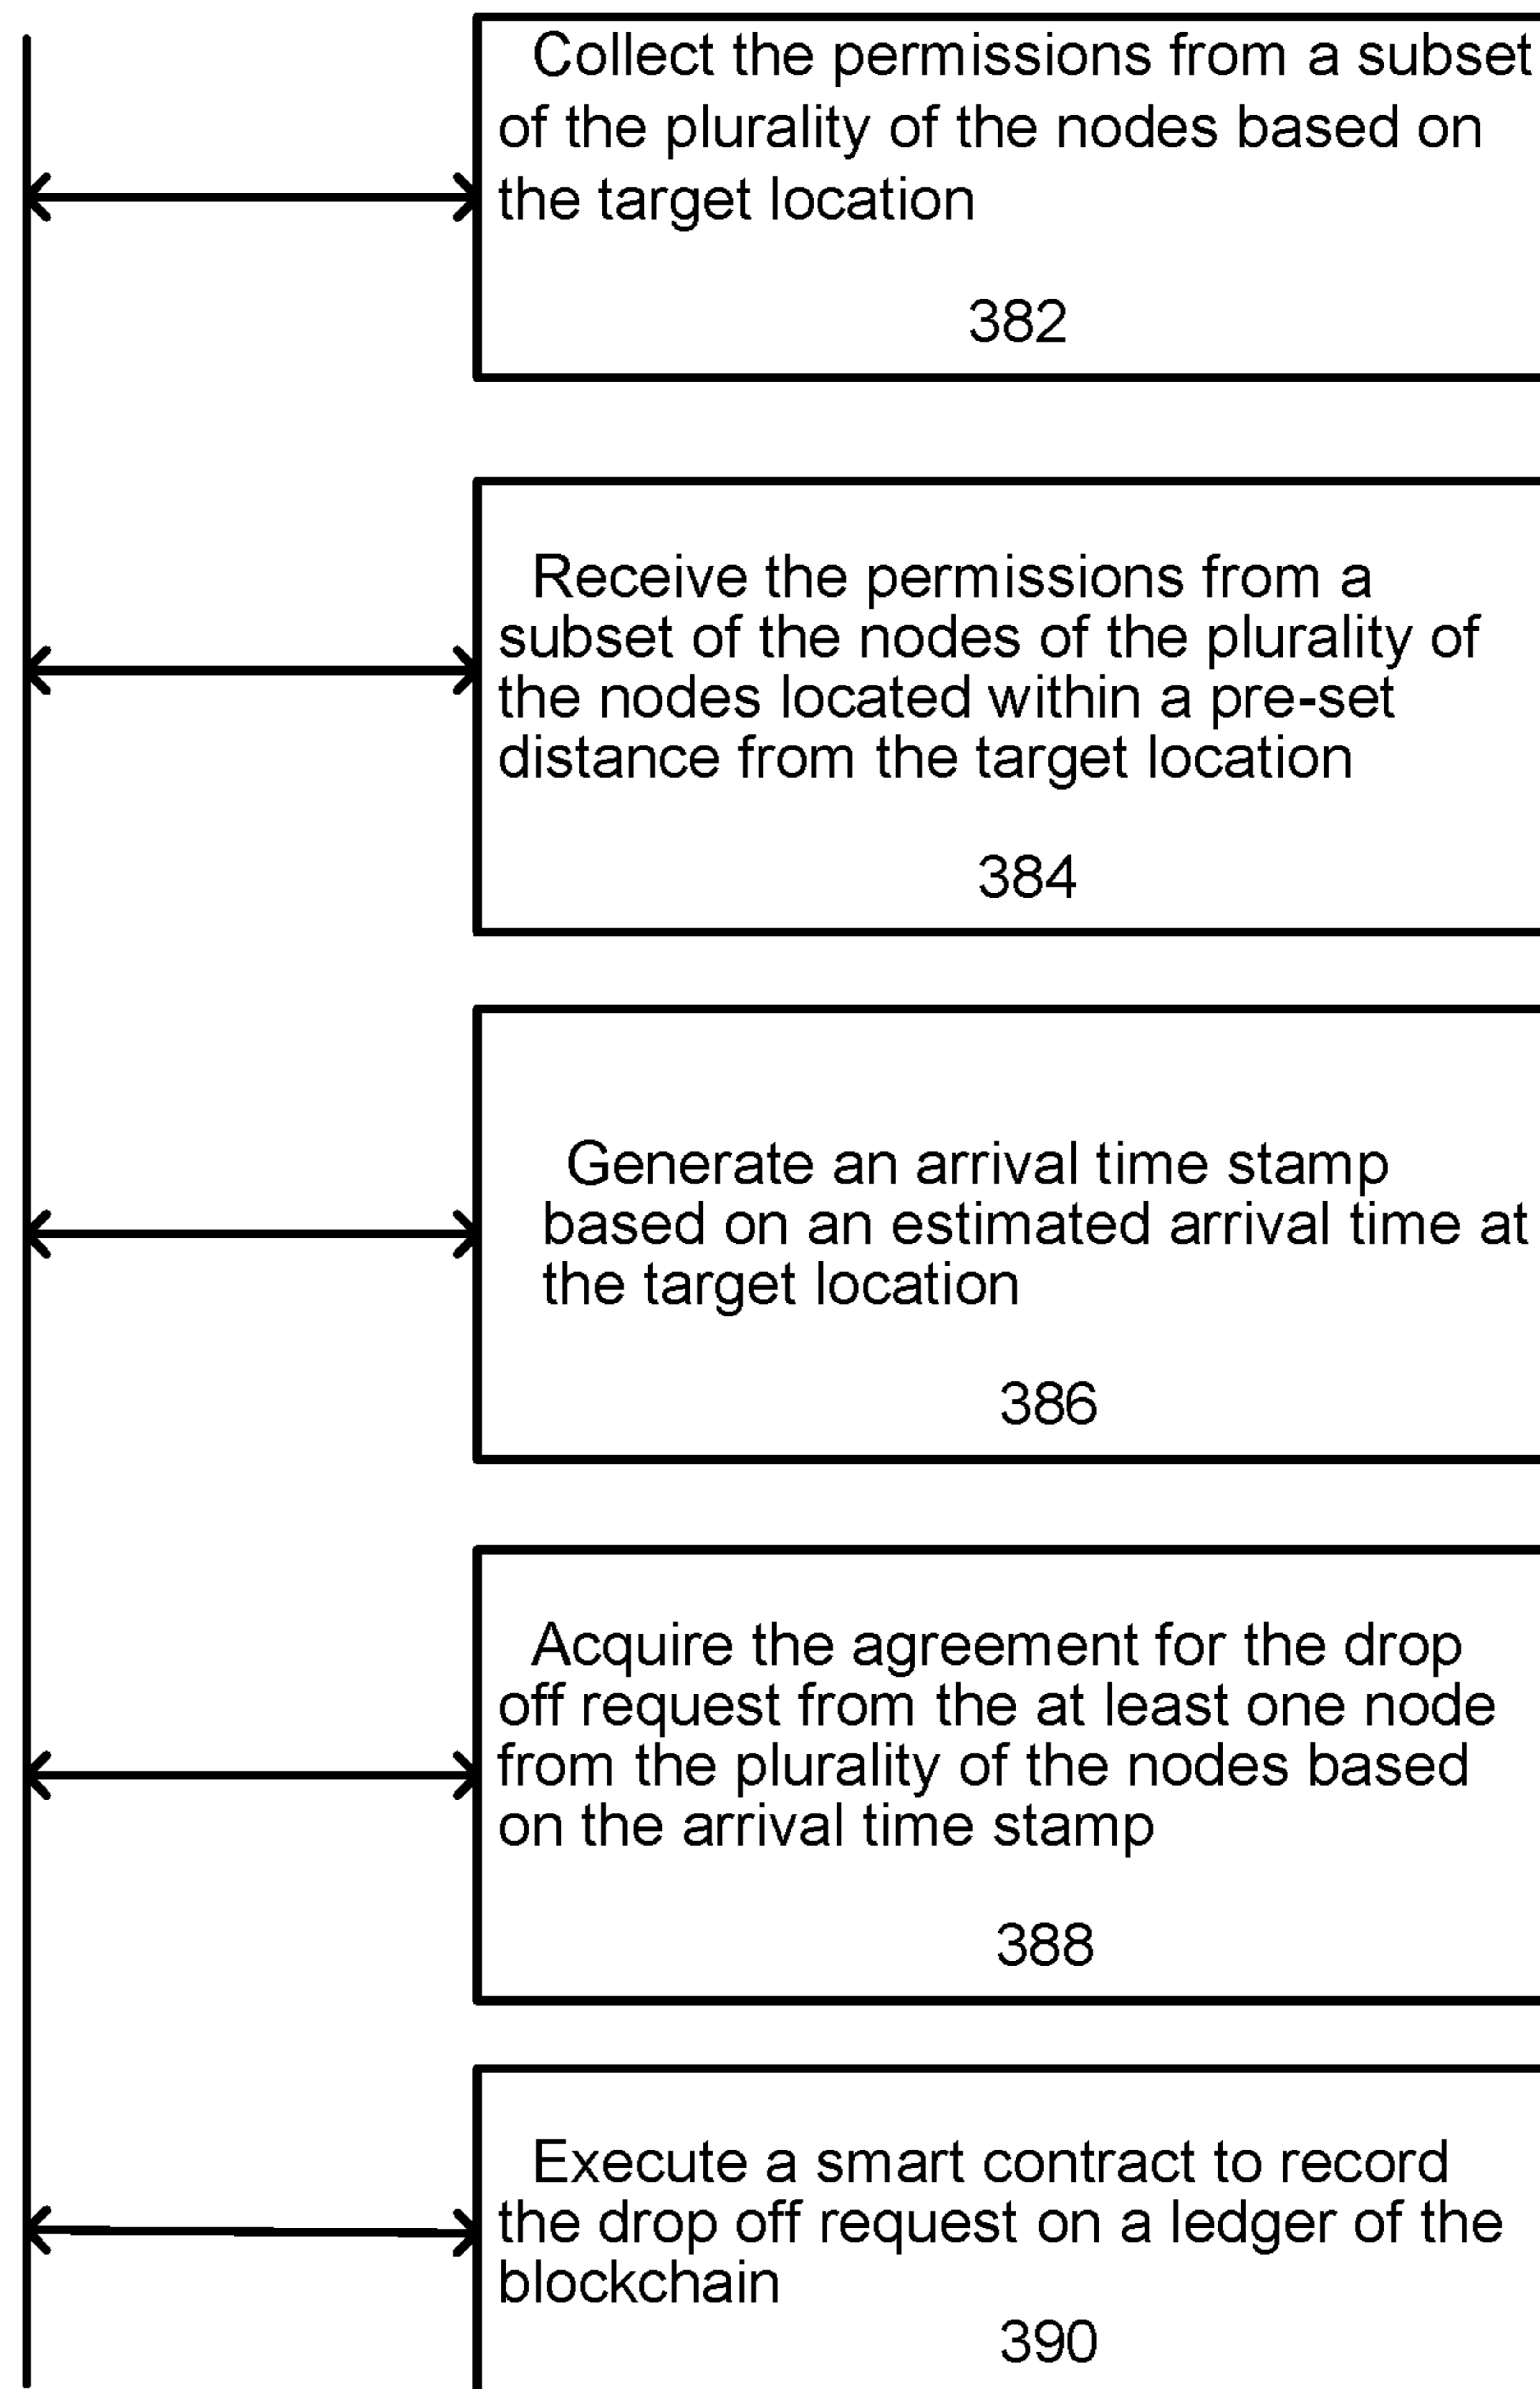 Collect the permissions from a subset
of the plurality of the nodes based on
the target location
382
Receive the permissions from a
subset of the nodes of the plurality of
the nodes located within a pre-set
distance from the target location
384
Generate an arrival time stamp
based on an estimated arrival time at
the target location
386
Acquire the agreement for the drop
off request from the at least one node
from the plurality of the nodes based
on the arrival time stamp
388
Execute a smart contract to record
the drop off request on a ledger of the
blockchain
390